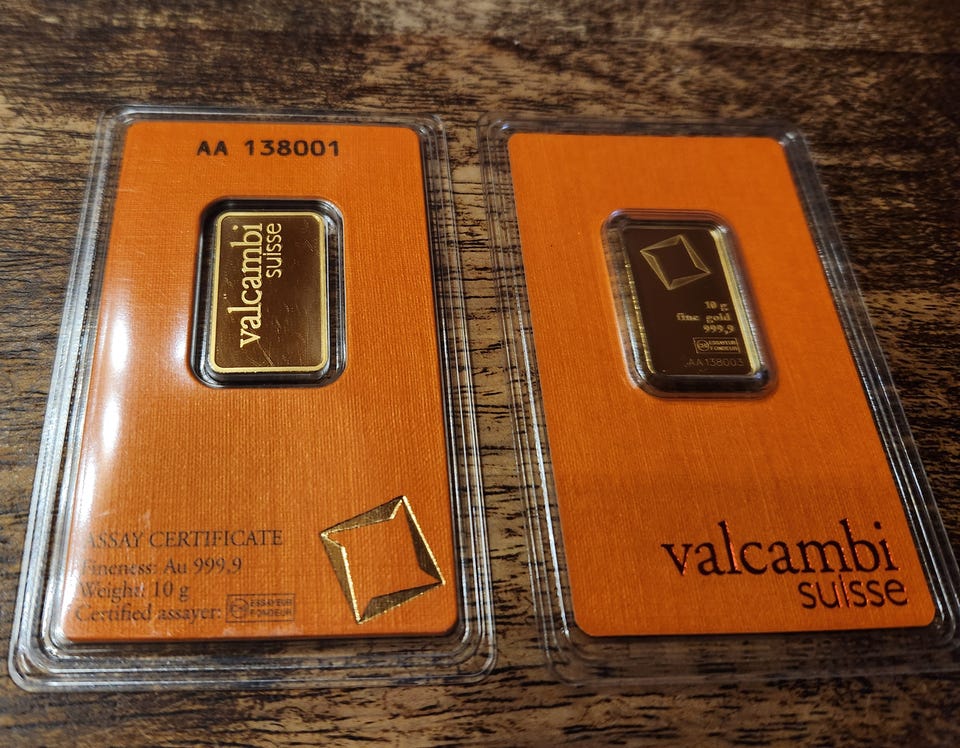 AA 138001
valcambi
suisse
ASSAY CERTIFICATE
Fineness: Au 999,9
Weight: 10 g
Certified assayer:
ESSAYEUR
FONDEUR
10 g
fine gold
999,9
ESSAYEUR
FONDEUR
AA138003
valcambi
suisse